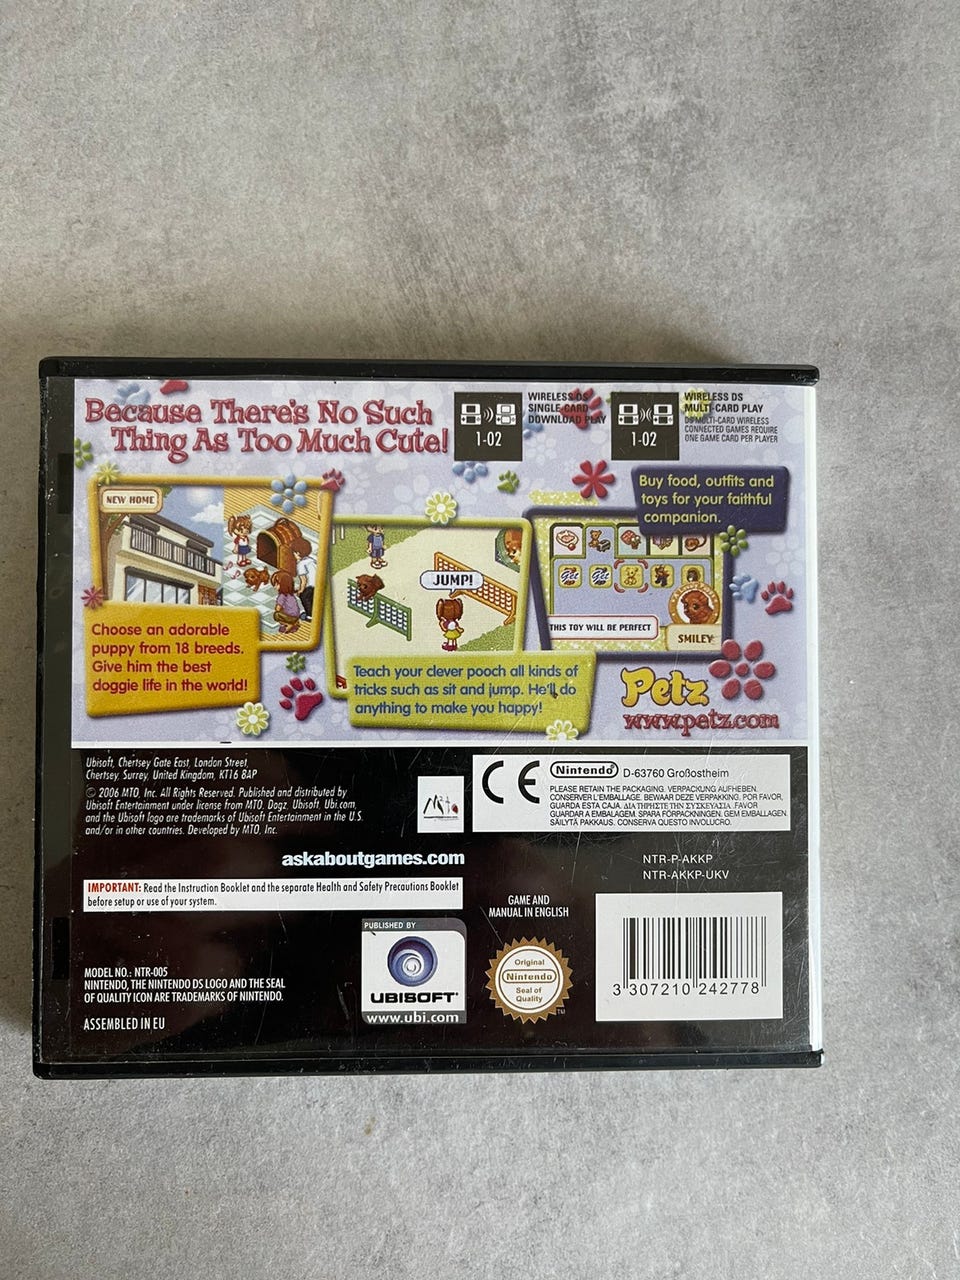 Because There's No Such
Thing As Too Much Cute!
1-02
WIRELESS DS
SINGLE-CARD
DOWNLOAD PLAY
1-02
WIRELESS DS
MULTI-CARD PLAY
DS MULTI-CARD WIRELESS
CONNECTED GAMES REQUIRE
ONE GAME CARD PER PLAYER
NEW HOME
Choose an adorable
puppy from 18 breeds.
Give him the best
doggie life in the world!
JUMP!
Teach your clever pooch all kinds of
tricks such as sit and jump. He'll do
anything to make you happy!
Buy food, outfits and
toys for your faithful
companion.
Get Get
THIS TOY WILL BE PERFECT
SMILEY
Petz
www.petz.com
Ubisoft, Chertsey Gate East, London Street,
Chertsey, Surrey, United Kingdom, KT16 8AP
© 2006 MTO, Inc. All Rights Reserved. Published and distributed by
Ubisoft Entertainment under license from MTO. Dogz, Ubisoft, Ubi.com,
and the Ubisoft logo are trademarks of Ubisoft Entertainment in the U.S.
and/or in other countries. Developed by MTO, Inc.
CE
Nintendo D-63760 Großostheim
PLEASE RETAIN THE PACKAGING. VERPACKUNG AUFHEBEN.
CONSERVER L'EMBALLAGE. BEWAAR DEZE VERPAKKING. POR FAVOR,
GUARDA ESTA CAJA. ΔΙΑΤΗΡΗΣΤΕ ΤΗΝ ΣΥΣΚΕΥΑΣΙΑ. FAVOR
GUARDAR A EMBALAGEM. SPARA FÖRPACKNINGEN. GEM EMBALLAGEN.
SÄILYTÄ PAKKAUS. CONSERVA QUESTO INVOLUCRO.
askaboutgames.com
NTR-P-AKKP
NTR-AKKP-UKV
IMPORTANT: Read the Instruction Booklet and the separate Health and Safety Precautions Booklet
before setup or use of your system.
GAME AND
MANUAL IN ENGLISH
PUBLISHED BY
UBISOFT
www.ubi.com
Original
Nintendo
Seal of
Quality
TM
3 307210 242778
MODEL NO.: NTR-005
NINTENDO, THE NINTENDO DS LOGO AND THE SEAL
OF QUALITY ICON ARE TRADEMARKS OF NINTENDO.
ASSEMBLED IN EU